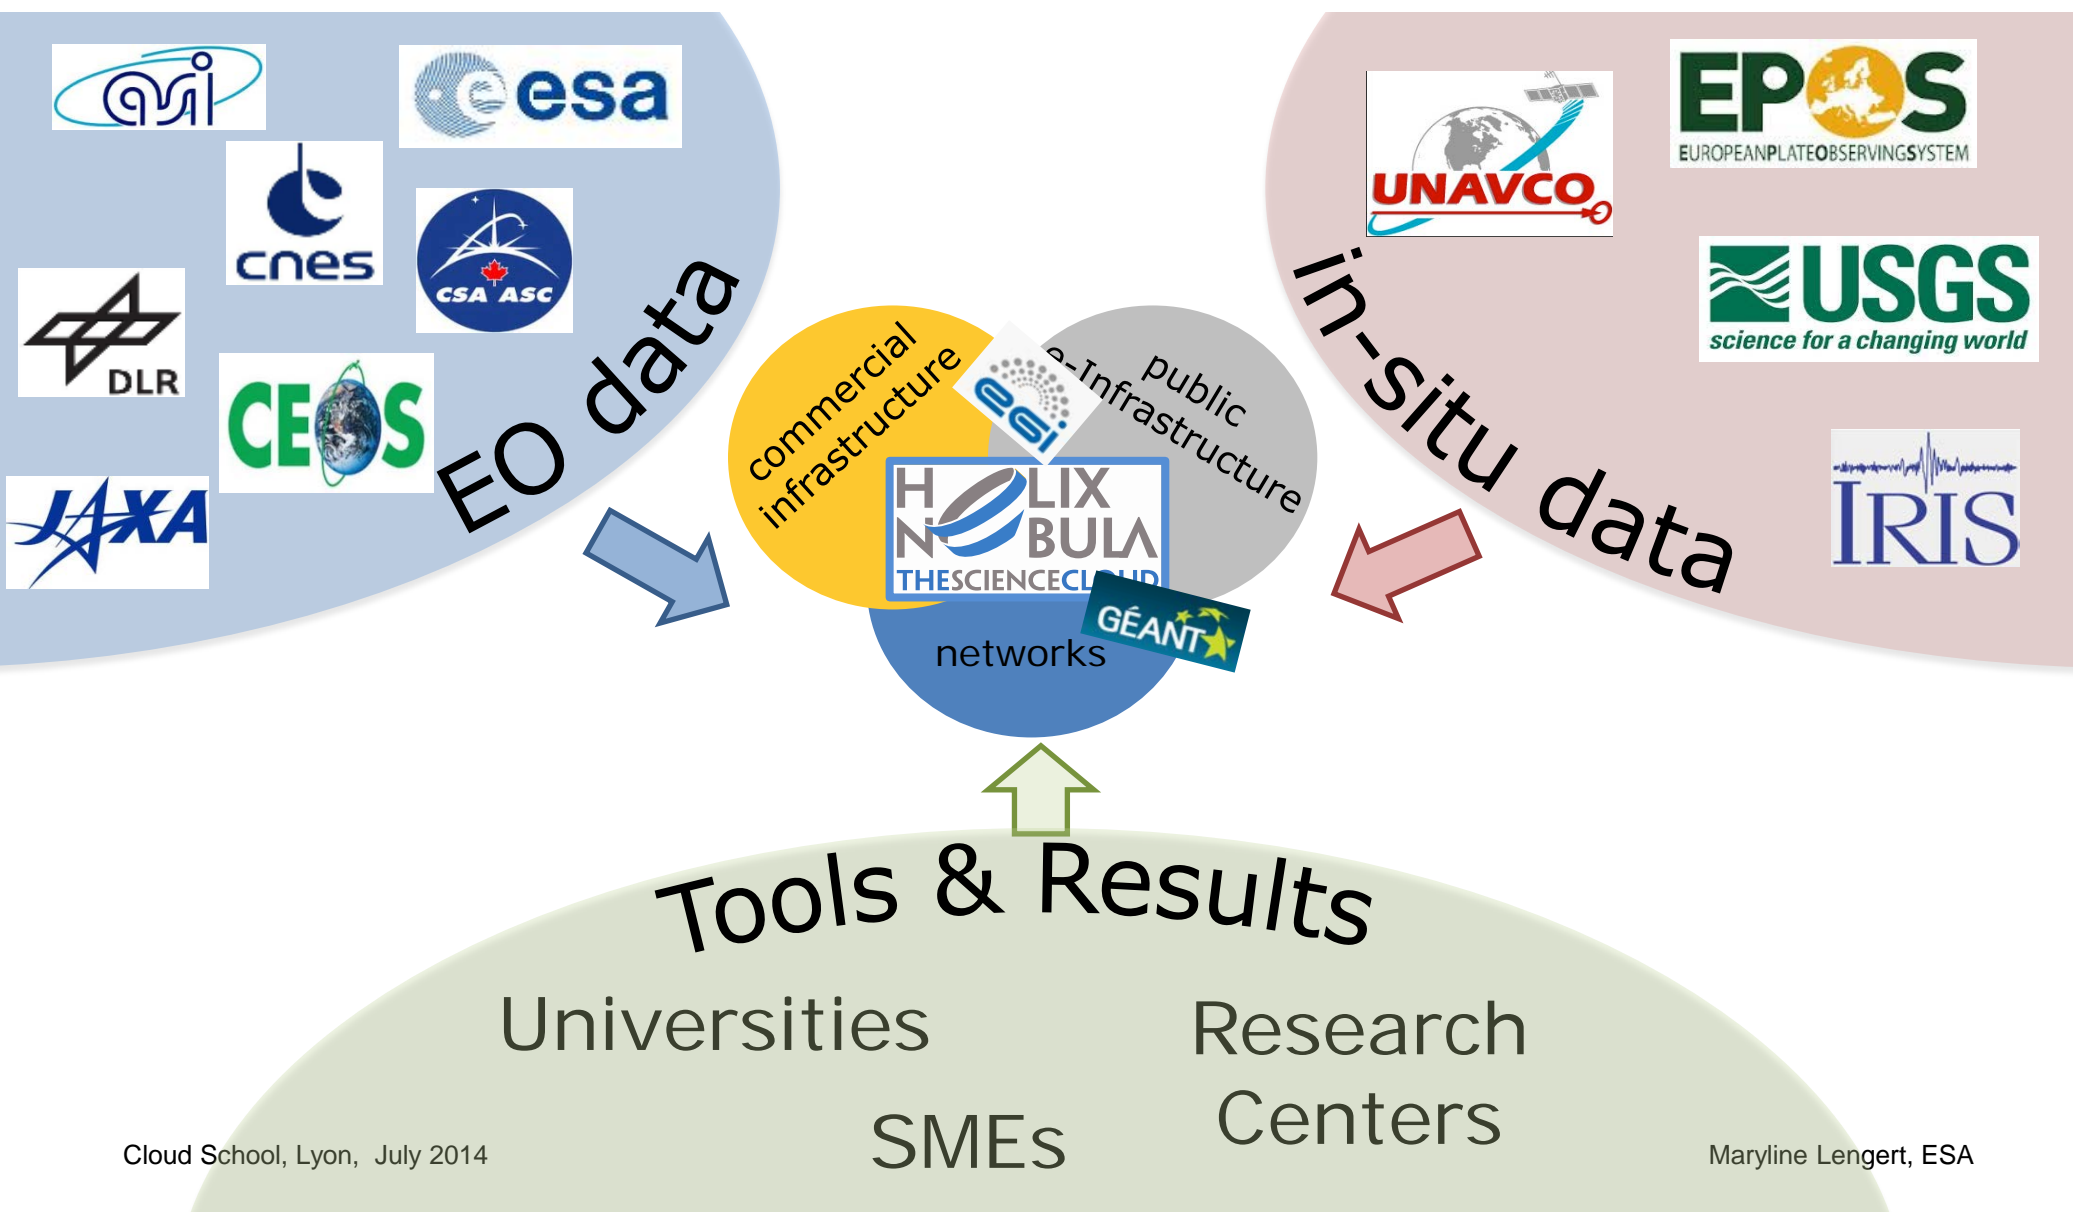 asi
esa
cnes
CSA ASC
DLR
CEOS
JAXA
EO data
UNAVCO
EPOS
EUROPEANPLATEOBSERVINGSYSTEM
USGS
science for a changing world
IRIS
in-situ data
commercial
infrastructure
egi
public
e-Infrastructure
HELIX
NEBULA
THESCIENCECLOUD
GÉANT
networks
Tools & Results
Universities
Research
Centers
SMEs
Cloud School, Lyon, July 2014
Maryline Lengert, ESA